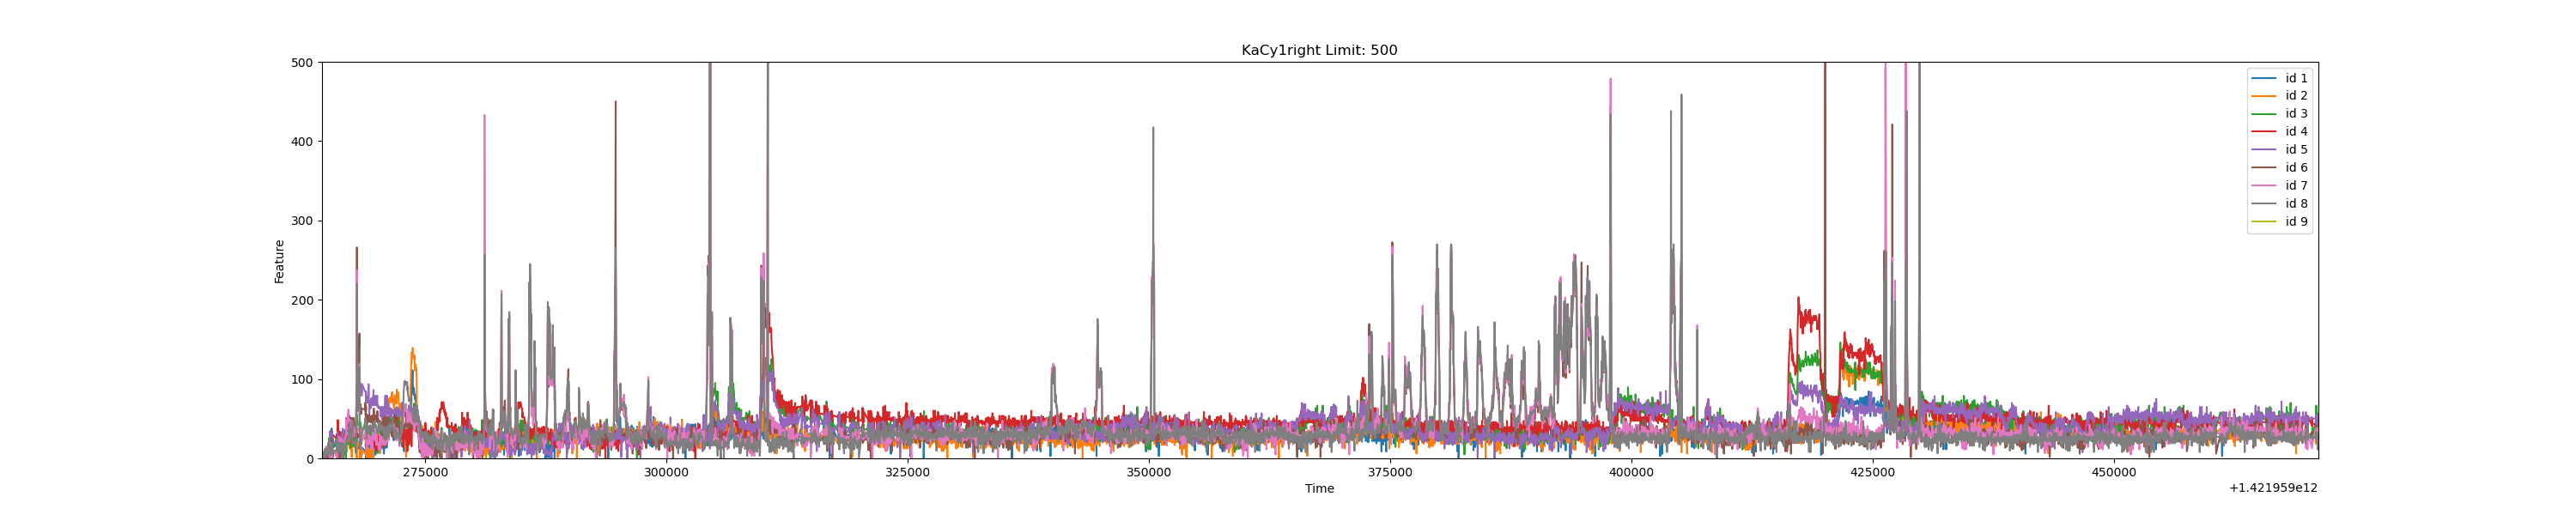 KaCy1right Limit: 500
500
400
300
200
100
0
Feature
275000
300000
325000
350000
375000
400000
425000
450000
Time
+1.421959e12
id 1
id 2
id 3
id 4
id 5
id 6
id 7
id 8
id 9